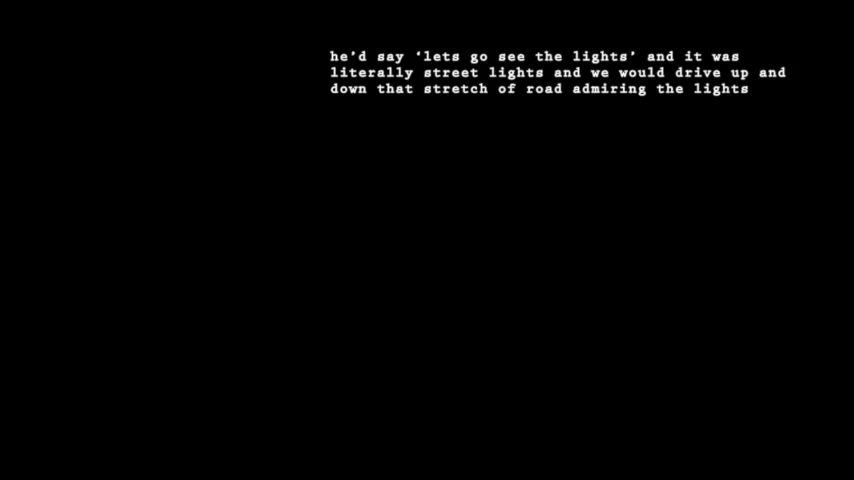 he’d say ‘lets go see the lights’ and it was
literally street lights and we would drive up and
down that stretch of road admiring the lights